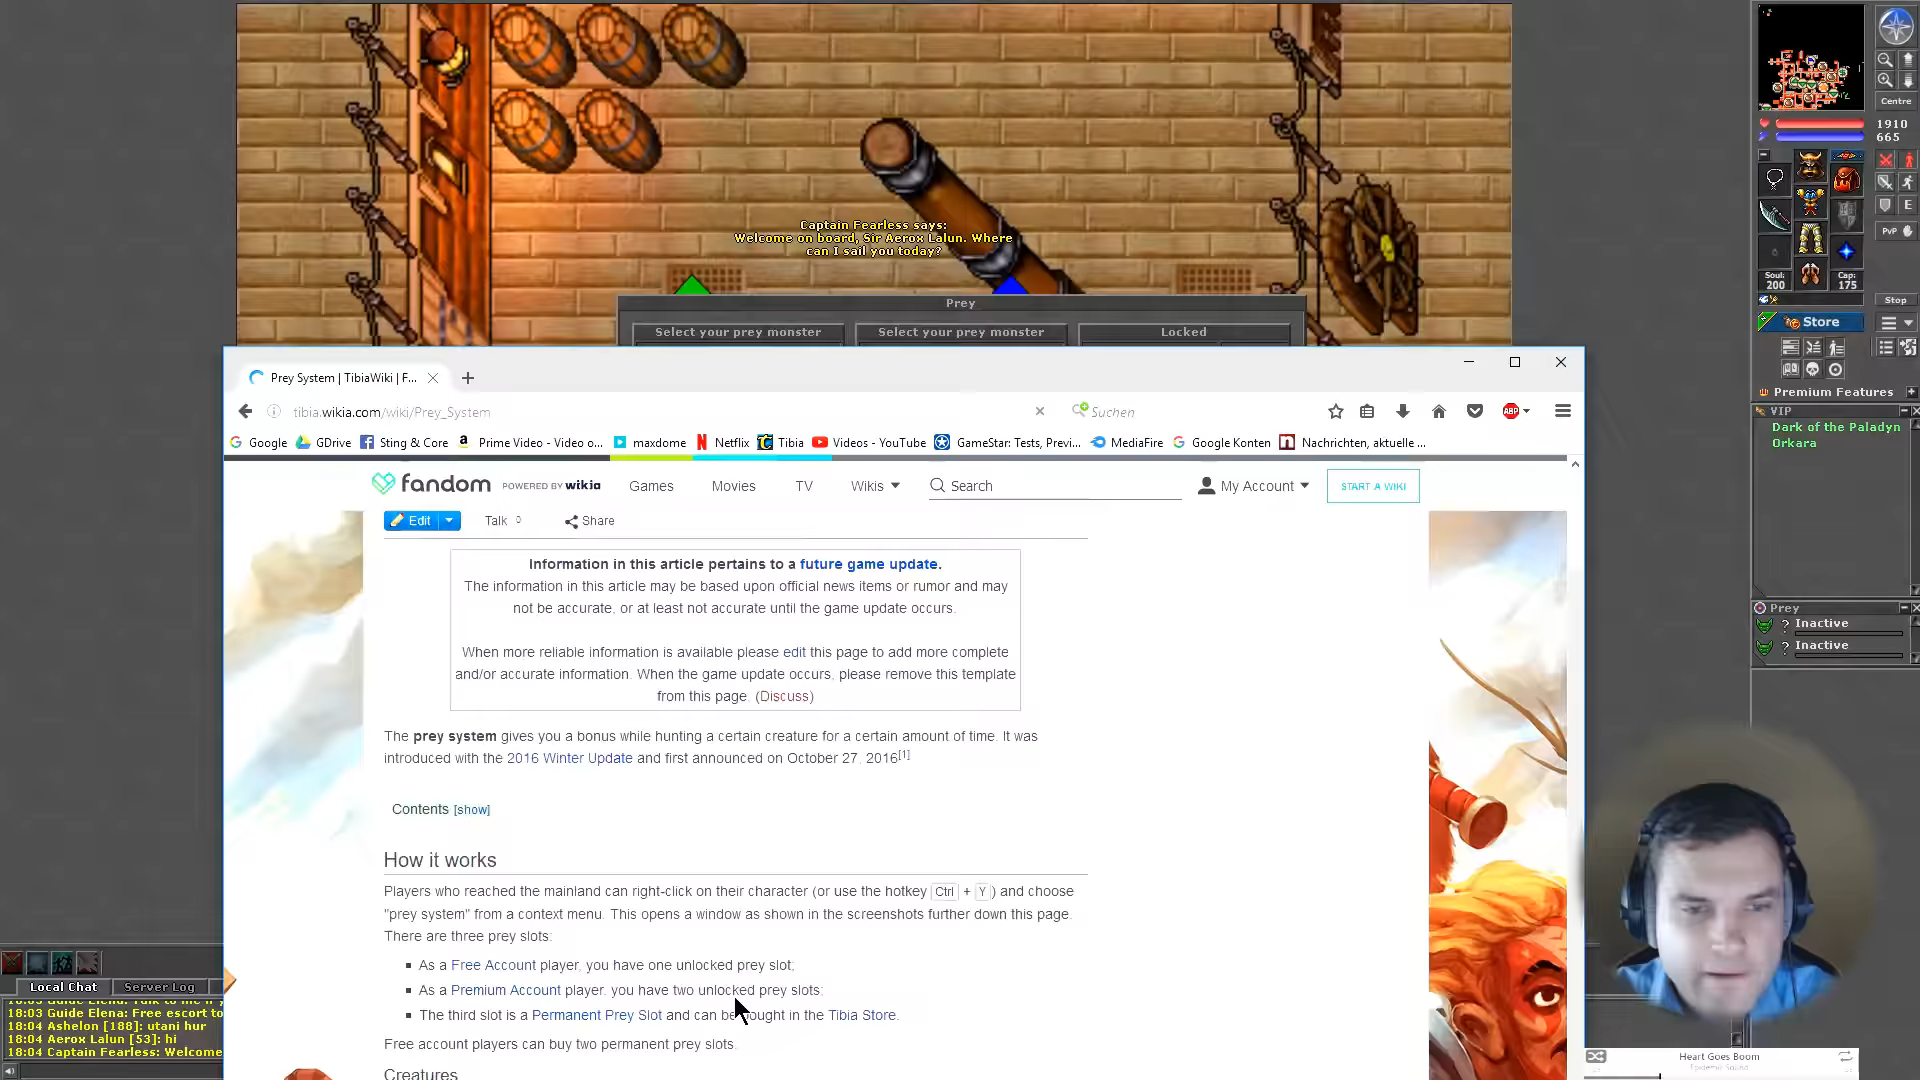 Captain Fearless says:
Welcome on board, Sir Aerox Lalun. Where
can I sail you today?
Prey
Select your prey monster
Select your prey monster
Locked
Prey System | TibiaWiki | F...
tibia.wikia.com/wiki/Prey_System
Suchen
ABP
Google
GDrive
Sting & Core
Prime Video - Video o...
maxdome
Netflix
Tibia
Videos - YouTube
GameStar: Tests, Previ...
MediaFire
Google Konten
Nachrichten, aktuelle ...
fandom POWERED BY wikia
Games
Movies
TV
Wikis
Search
My Account
START A WIKI
Edit
Talk 0
Share
Information in this article pertains to a future game update.
The information in this article may be based upon official news items or rumor and may
not be accurate, or at least not accurate until the game update occurs.
When more reliable information is available please edit this page to add more complete
and/or accurate information. When the game update occurs, please remove this template
from this page. (Discuss)
The prey system gives you a bonus while hunting a certain creature for a certain amount of time. It was
introduced with the 2016 Winter Update and first announced on October 27, 2016[1]
Contents [show]
How it works
Players who reached the mainland can right-click on their character (or use the hotkey Ctrl + Y) and choose
"prey system" from a context menu. This opens a window as shown in the screenshots further down this page.
There are three prey slots:
As a Free Account player, you have one unlocked prey slot;
As a Premium Account player, you have two unlocked prey slots;
The third slot is a Permanent Prey Slot and can be bought in the Tibia Store.
Free account players can buy two permanent prey slots.
Creatures
Centre
1910
665
E
PvP
Soul:
200
Cap:
175
Stop
Store
Premium Features
VIP
Dark of the Paladyn
Orkara
Prey
? Inactive
? Inactive
Local Chat
Server Log
18:03 Guide Elena: Talk to me if y
18:03 Guide Elena: Free escort to
18:04 Ashelon [188]: utani hur
18:04 Aerox Lalun [53]: hi
18:04 Captain Fearless: Welcome
Heart Goes Boom
Epidemic Sound